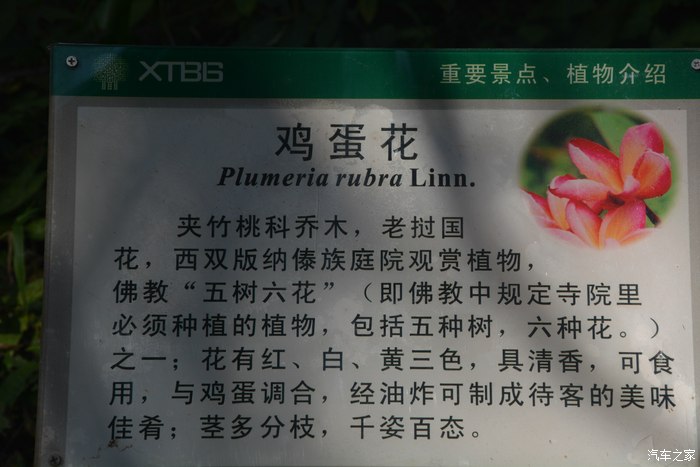 XTBG
重要景点、植物介绍
鸡蛋花
Plumeria rubra Linn.
夹竹桃科乔木，老挝国
花，西双版纳傣族庭院观赏植物，
佛教“五树六花”（即佛教中规定寺院里
必须种植的植物，包括五种树，六种花。）
之一；花有红、白、黄三色，具清香，可食
用，与鸡蛋调合，经油炸可制成待客的美味
佳肴；茎多分枝，千姿百态。
汽车之家